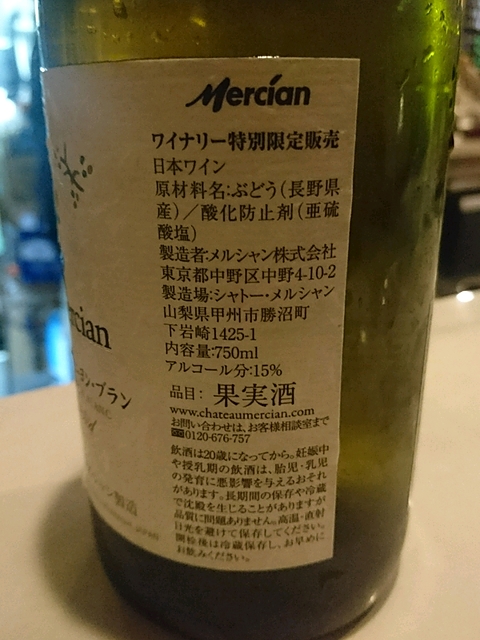 Mercian
ワイナリー特別限定販売
日本ワイン
原材料名:ぶどう(長野県
産)/酸化防止剤(亜硫
酸塩)
製造者:メルシャン株式会社
東京都中野区中野4-10-2
製造場:シャトー・メルシャン
山梨県甲州市勝沼町
下岩崎1425-1
内容量:750ml
アルコール分:15%
品目: 果実酒
www.chateaumercian.com
お問い合わせは、お客様相談室まで
0120-676-757
飲酒は20歳になってから。妊娠中
や授乳期の飲酒は、胎児・乳児
の発育に悪影響を与えるおそれ
があります。長期間の保存や冷蔵
で沈殿を生じることがありますが
品質に問題ありません。高温・直射
日光を避けて保存してください。
開栓後は冷蔵保存し、お早めに
お飲みください。
rcian
ン・ブラン
製造